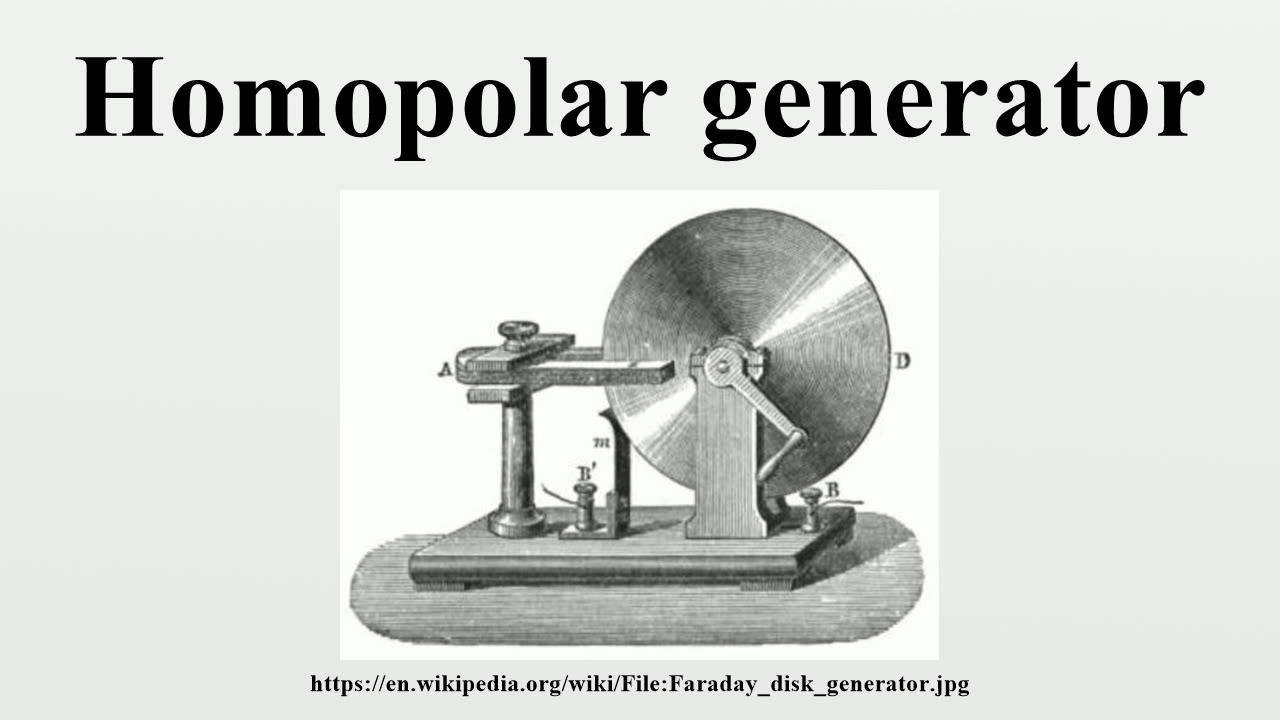 Homopolar generator
A
D
m
B'
B
https://en.wikipedia.org/wiki/File:Faraday_disk_generator.jpg